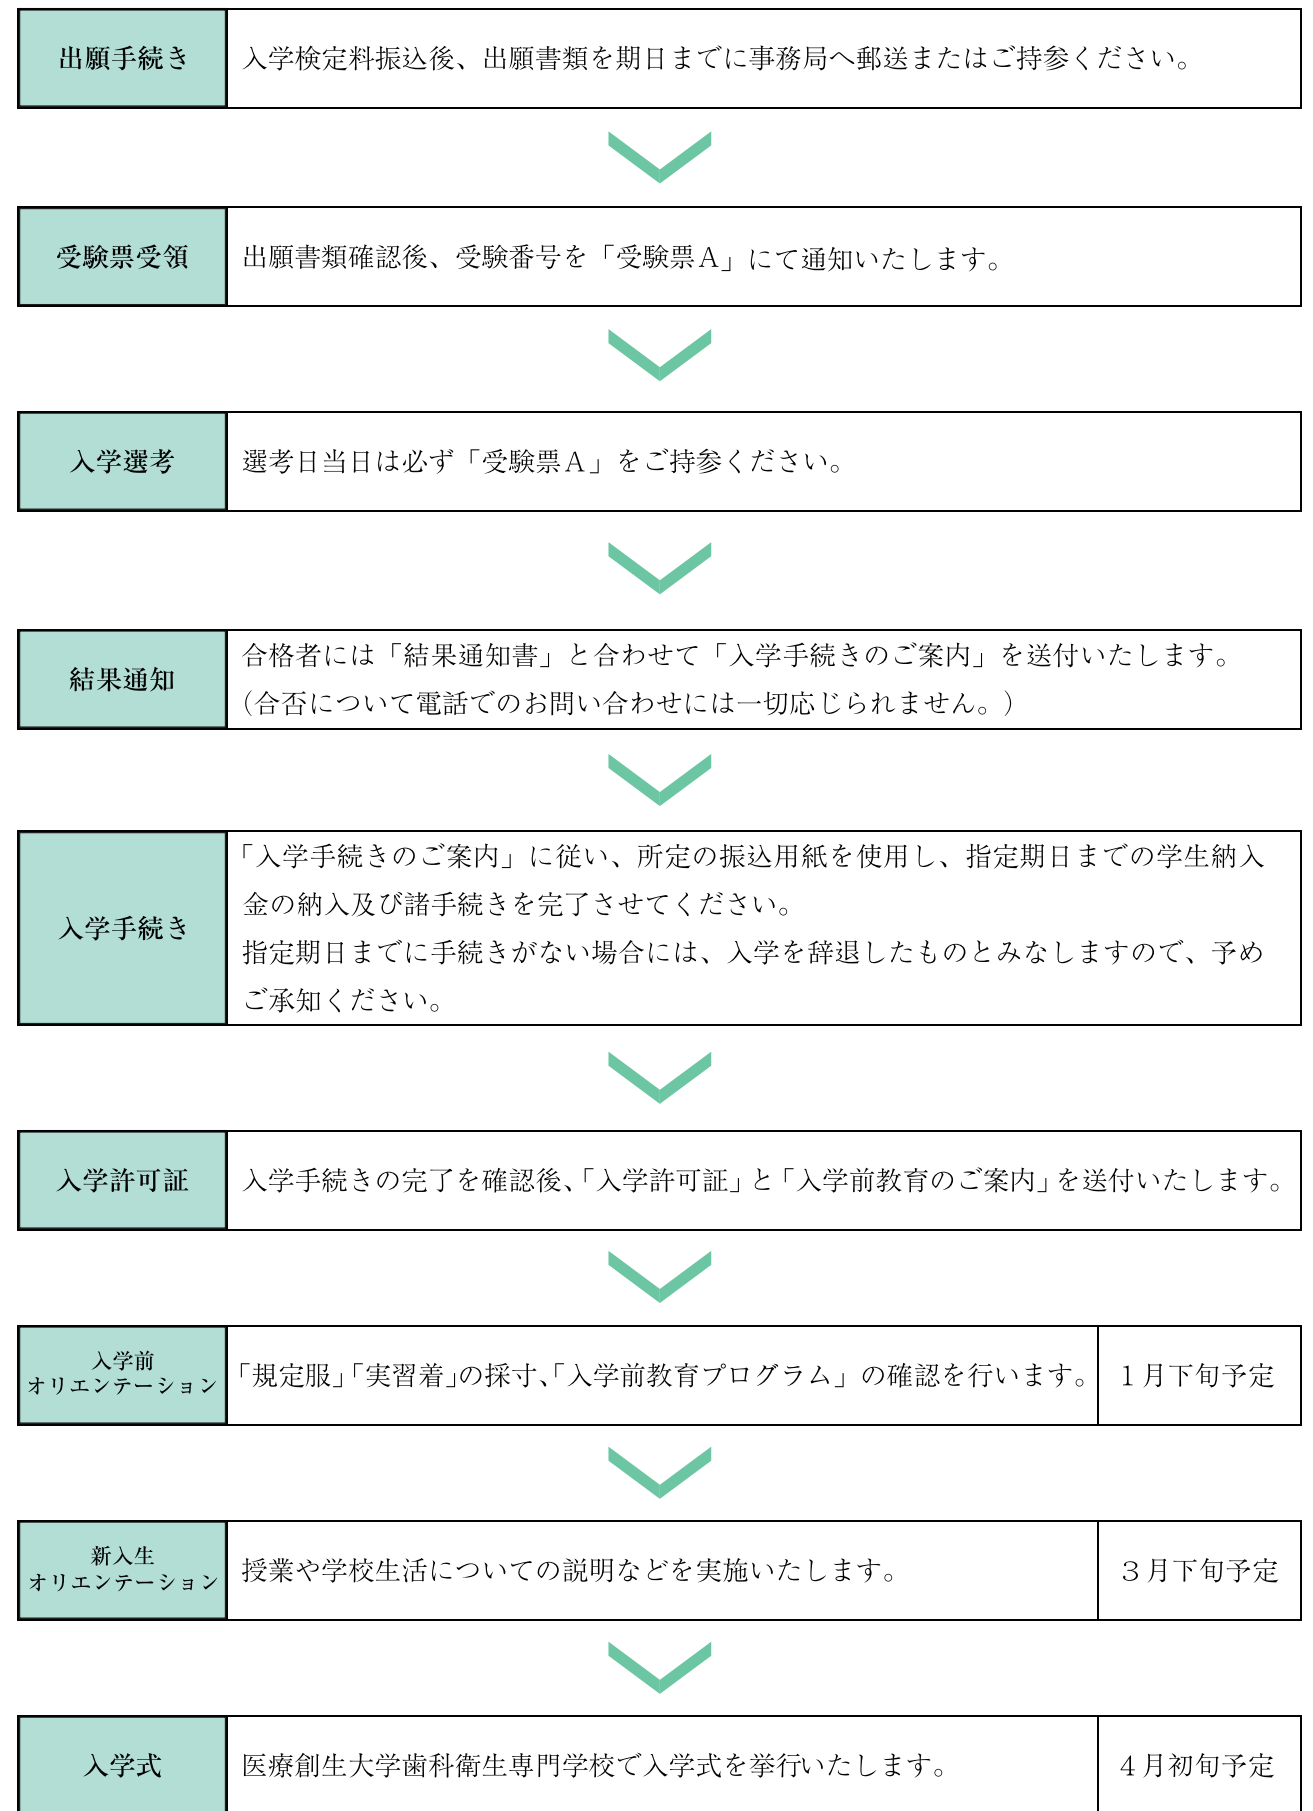 出願手続き
入学検定料振込後、出願書類を期日までに事務局へ郵送またはご持参ください。
受験票受領
出願書類確認後、受験番号を「受験票A」にて通知いたします。
入学選考
選考日当日は必ず「受験票A」をご持参ください。
結果通知
合格者には「結果通知書」と合わせて「入学手続きのご案内」を送付いたします。
(合否について電話でのお問い合わせには一切応じられません。)
入学手続き
「入学手続きのご案内」に従い、所定の振込用紙を使用し、指定期日までの学生納入
金の納入及び諸手続きを完了させてください。
指定期日までに手続きがない場合には、入学を辞退したものとみなしますので、予め
ご承知ください。
入学許可証
入学手続きの完了を確認後、「入学許可証」と「入学前教育のご案内」を送付いたします。
入学前
オリエンテーション
「規定服」「実習着」の採寸、「入学前教育プログラム」の確認を行います。
1月下旬予定
新入生
オリエンテーション
授業や学校生活についての説明などを実施いたします。
3月下旬予定
入学式
医療創生大学歯科衛生専門学校で入学式を挙行いたします。
4月初旬予定